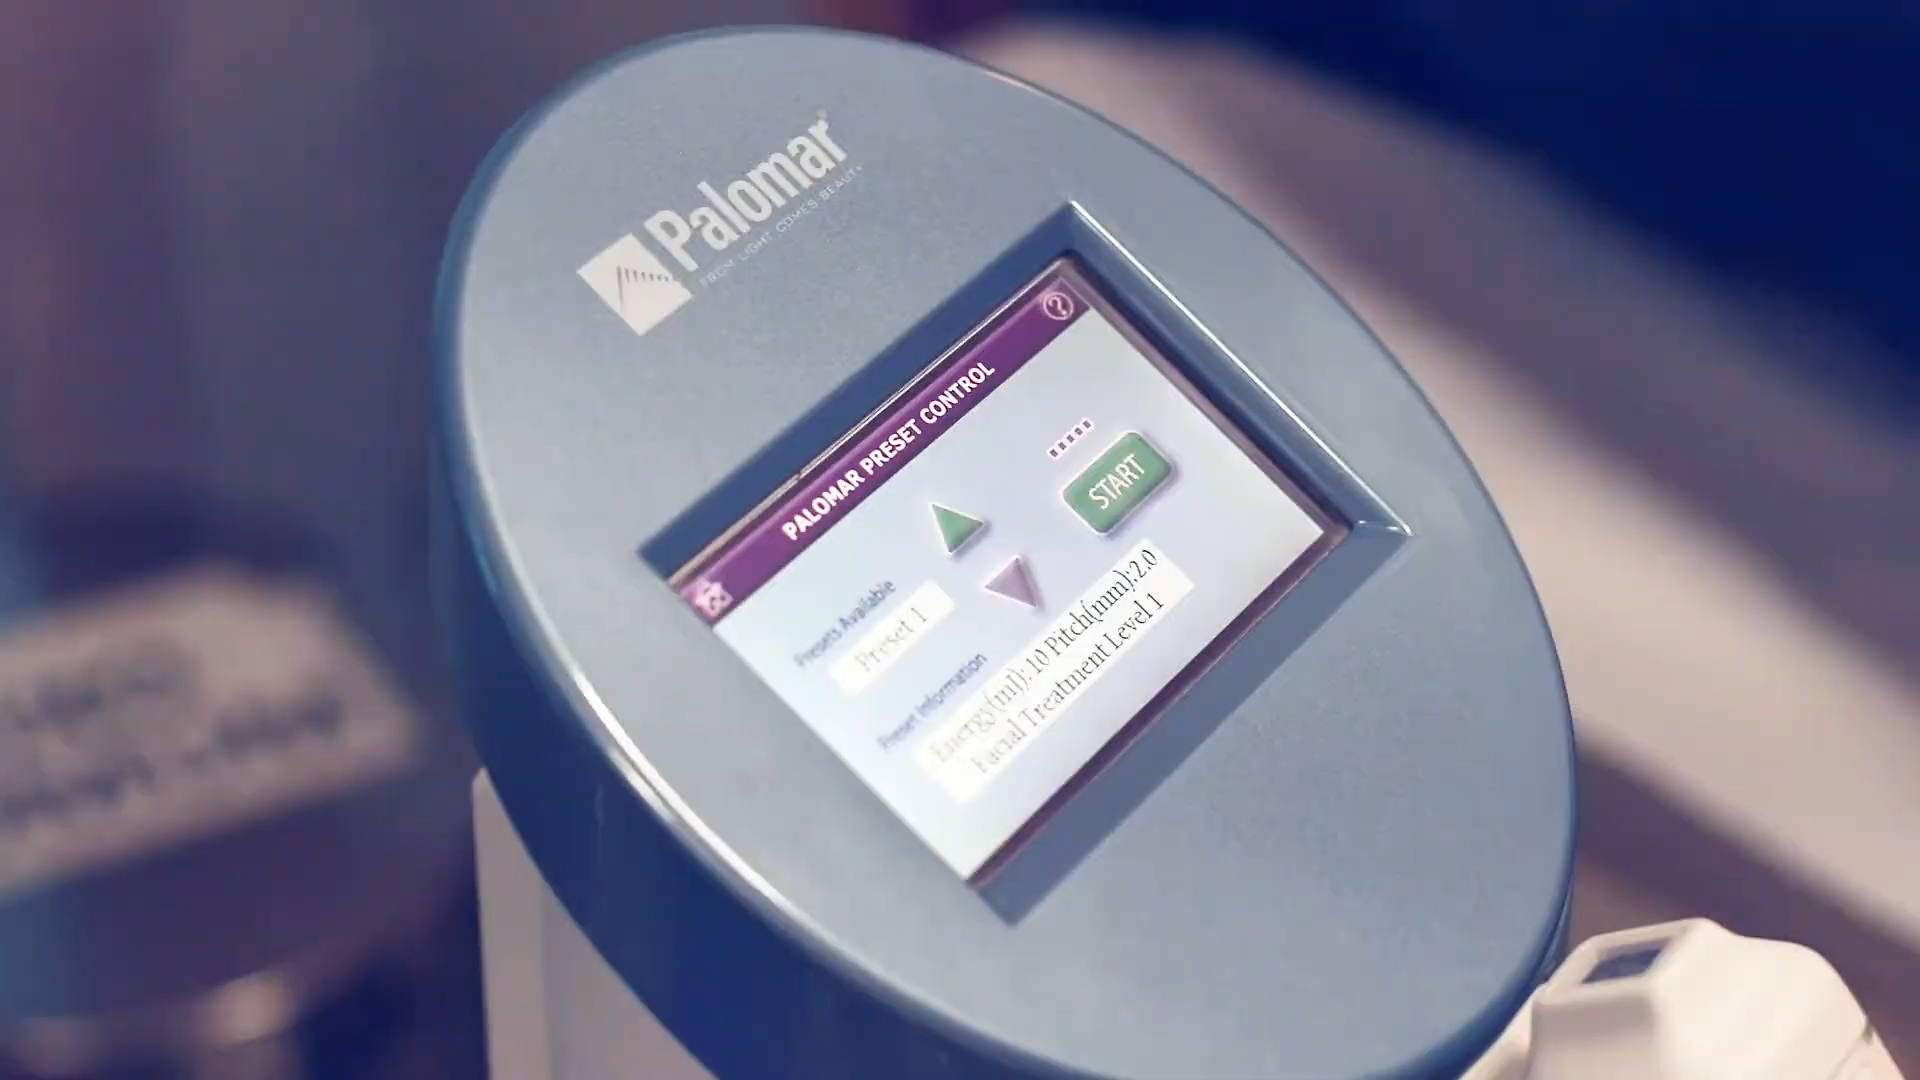 Palomar®
FROM LIGHT COMES BEAUTY
PALOMAR PRESET CONTROL
?
START
Presets Available
Preset 1
Preset Information
Energy(mJ): 10 Pitch(mm):2.0
Facial Treatment Level 1